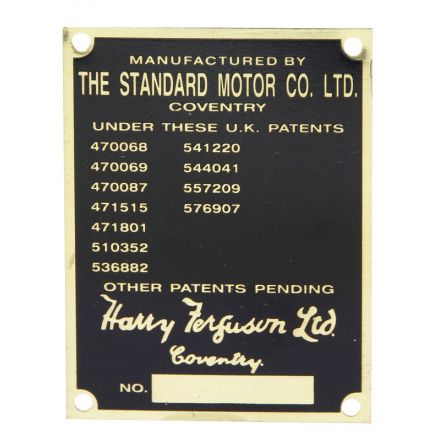 MANUFACTURED BY
THE STANDARD MOTOR CO. LTD.
COVENTRY
UNDER THESE U.K. PATENTS
470068 541220
470069 544041
470087 557209
471515 576907
471801
510352
536882
OTHER PATENTS PENDING
Harry Ferguson Ltd.
Coventry.
NO.